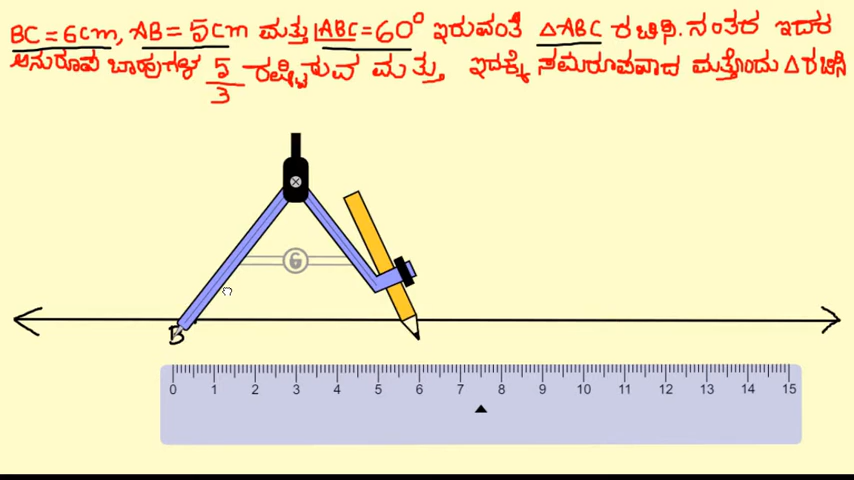 BC=6cm, AB=5cm ಮತ್ತು ∟ABC=60° ಇರುವಂತೆ △ABC ರಚಿಸಿ. ನಂತರ ಇದರ
ಅನುರೂಪ ಬಾಹುಗಳ 5/3 ರಷ್ಟಿರುವ ಮತ್ತು ಇದಕ್ಕೆ ಸಮರೂಪವಾದ ಮತ್ತೊಂದು △ರಚಿಸಿ
6
B
0 1 2 3 4 5 6 7 8 9 10 11 12 13 14 15